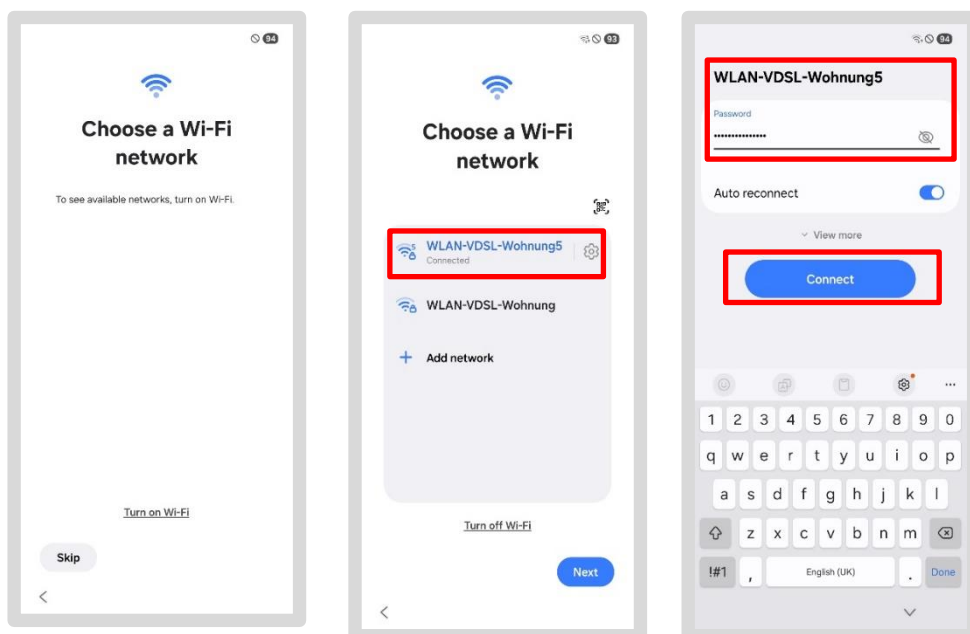 94
Choose a Wi-Fi
network
To see available networks, turn on Wi-Fi.
Turn on Wi-Fi
Skip
93
Choose a Wi-Fi
network
WLAN-VDSL-Wohnung5
Connected
WLAN-VDSL-Wohnung
+ Add network
Turn off Wi-Fi
Next
94
WLAN-VDSL-Wohnung5
Password
•••••••••••••••
Auto reconnect
View more
Connect
1 2 3 4 5 6 7 8 9 0
q w e r t y u i o p
a s d f g h j k l
z x c v b n m
!#1 , English (UK) . Done